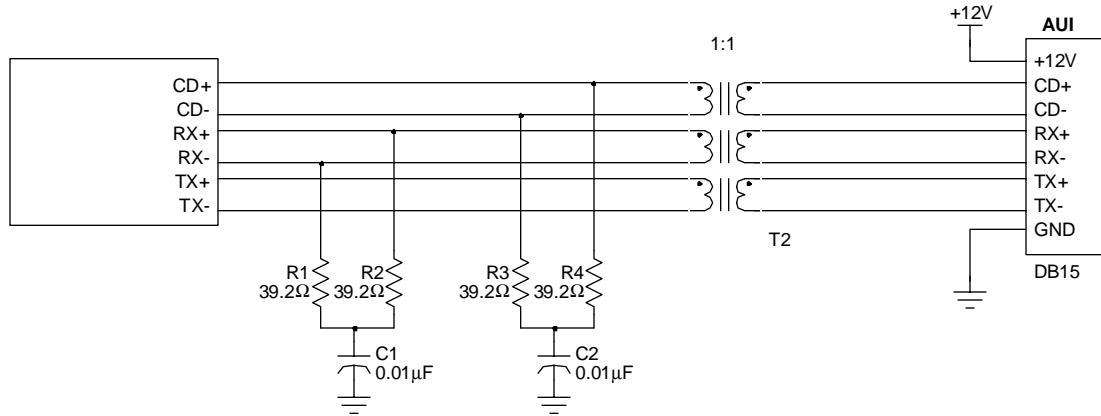 +12V
AUI
1:1
+12V
CD+
CD+
CD-
CD-
RX+
RX+
RX-
RX-
TX+
TX+
TX-
TX-
T2
GND
DB15
R1
39.2Ω
R2
39.2Ω
R3
39.2Ω
R4
39.2Ω
C1
0.01µF
C2
0.01µF